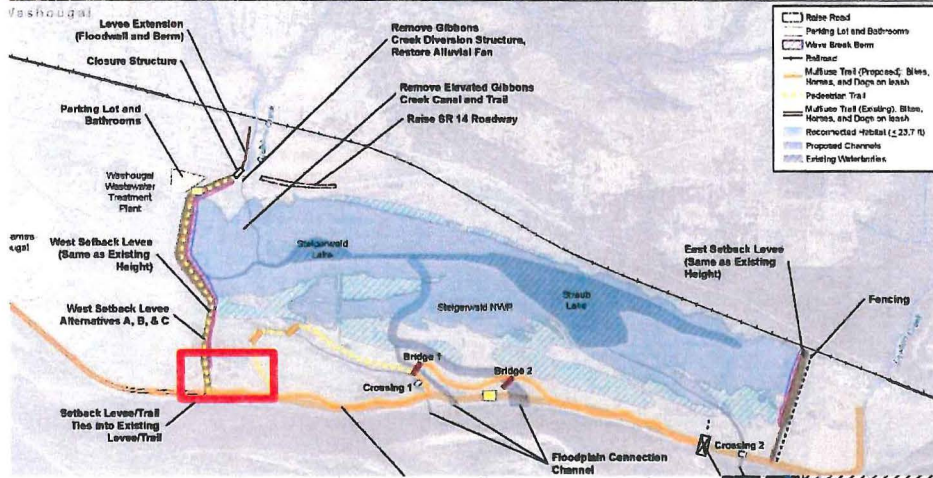 Washougal
Levee Extension
(Floodwall and Berm)
Closure Structure
Parking Lot and
Bathrooms
Washougal
Wastewater
Treatment
Plant
Remove Gibbons
Creek Diversion Structure,
Restore Alluvial Fan
Remove Elevated Gibbons
Creek Canal and Trail
Raise SR 14 Roadway
Raise Road
Parking Lot and Bathrooms
Wave Break Berm
Railroad
Multiuse Trail (Proposed): Bikes,
Horses, and Dogs on leash
Pedestrian Trail
Multiuse Trail (Existing), Bikes,
Horses, and Dogs on leash
Reconnected Habitat (≤ 23.7 ft)
Proposed Channels
Existing Waterbodies
West Setback Levee
(Same as Existing
Height)
West Setback Levee
Alternatives A, B, & C
Setback Levee/Trail
Ties into Existing
Levee/Trail
Steigerwald
Lake
Steigerwald NWR
Straub
Lake
East Setback Levee
(Same as Existing
Height)
Fencing
Bridge 1
Crossing 1
Bridge 2
Floodplain Connection
Channel
Crossing 2